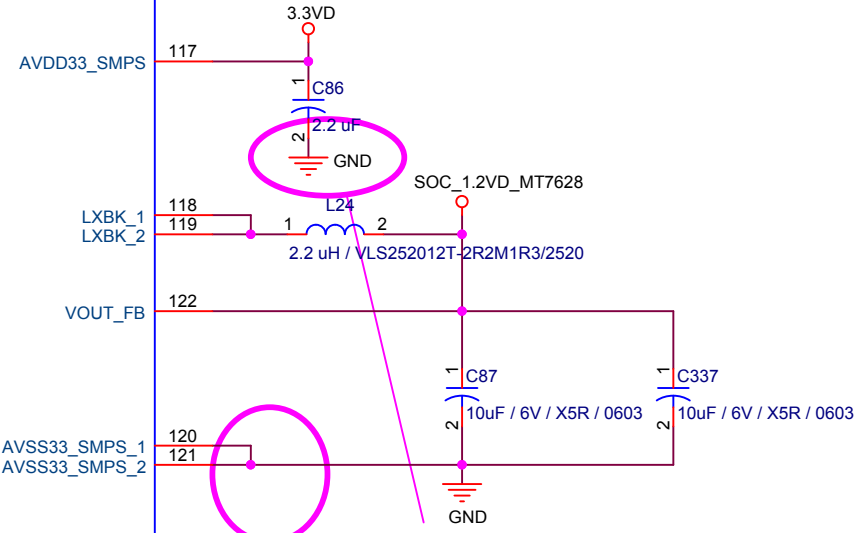 3.3VD
AVDD33_SMPS
117
1
C86
2.2 uF
2
GND
SOC_1.2VD_MT7628
LXBK_1
118
L24
LXBK_2
119
1
2
2.2 uH / VLS252012T-2R2M1R3/2520
VOUT_FB
122
1
C87
10uF / 6V / X5R / 0603
2
1
C337
10uF / 6V / X5R / 0603
2
AVSS33_SMPS_1
120
AVSS33_SMPS_2
121
GND